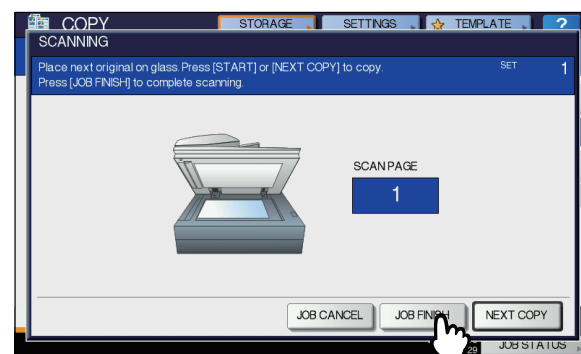 COPY STORAGE SETTINGS TEMPLATE ?
SCANNING
Place next original on glass. Press [START] or [NEXT COPY] to copy. SET 1
Press [JOB FINISH] to complete scanning.
SCAN PAGE
1
JOB CANCEL JOB FINISH NEXT COPY
29 JOB STATUS